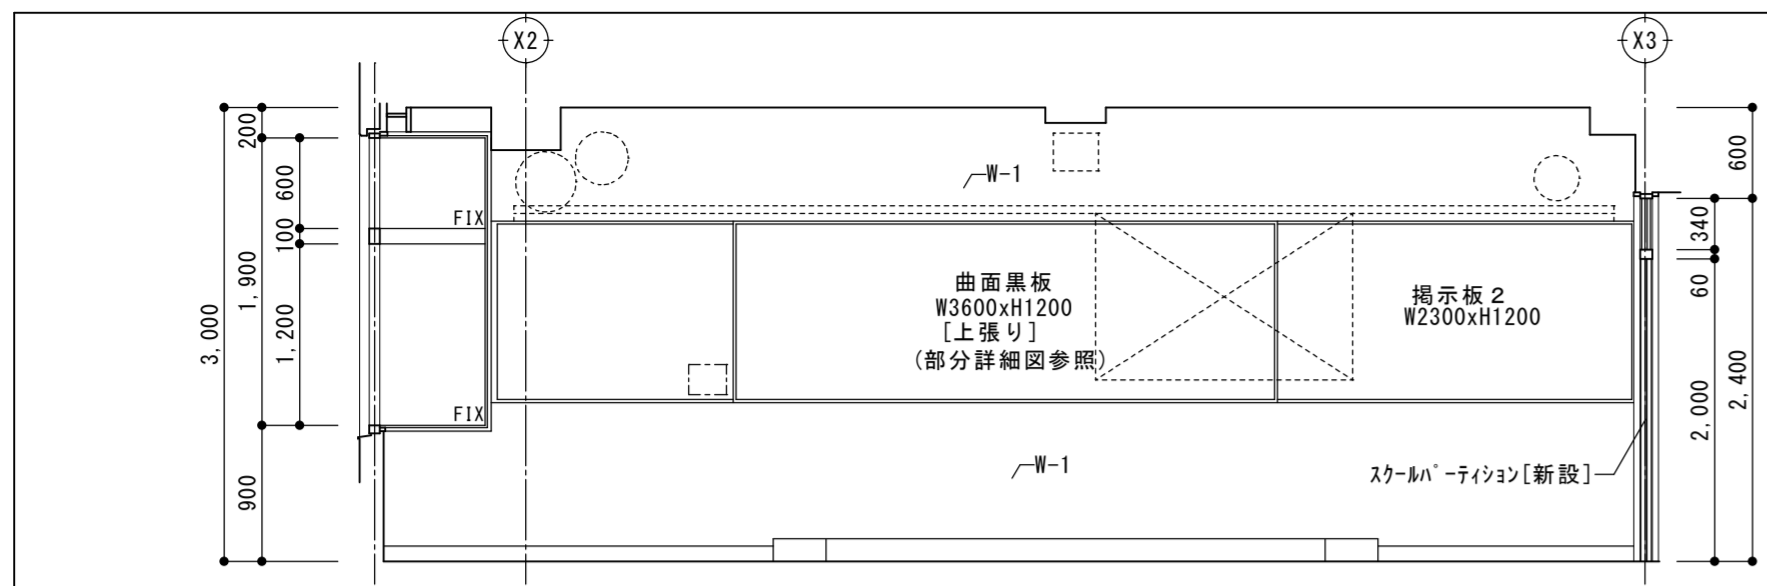 X2
X3
200
600
100
1,900
1,200
3,000
900
FIX
FIX
W-1
曲面黒板
W3600xH1200
[上張り]
(部分詳細図参照)
掲示板2
W2300xH1200
W-1
スクールパーティション[新設]
600
340
60
2,000
2,400